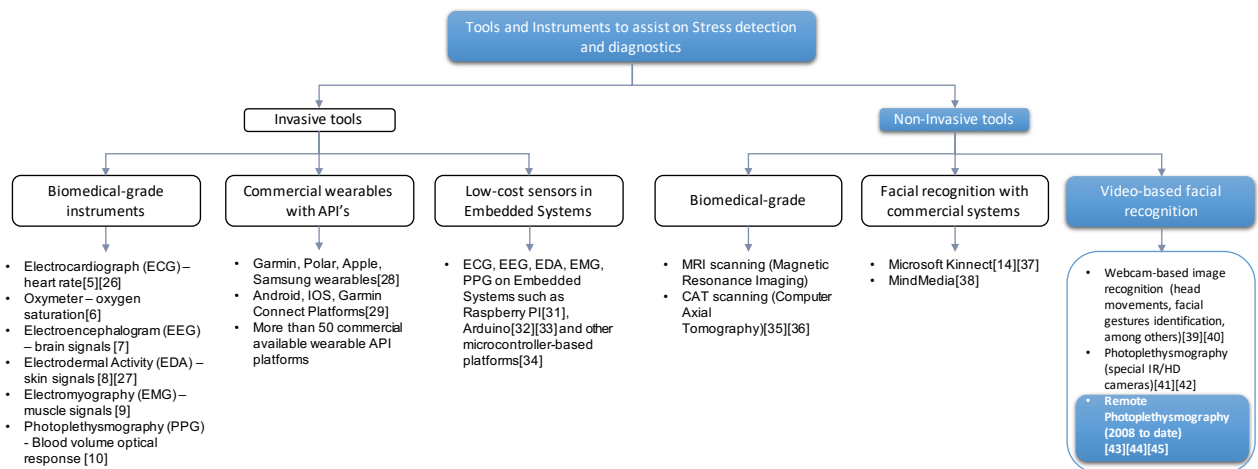 Tools and Instruments to assist on Stress detection
and diagnostics
Invasive tools
Non-Invasive tools
Biomedical-grade
instruments
Commercial wearables
with API's
Low-cost sensors in
Embedded Systems
Biomedical-grade
Facial recognition with
commercial systems
Video-based facial
recognition
• Electrocardiograph (ECG) –
heart rate[5][26]
• Oxymeter – oxygen
saturation[6]
• Electroencephalogram (EEG)
– brain signals [7]
• Electrodermal Activity (EDA) –
skin signals [8][27]
• Electromyography (EMG) –
muscle signals [9]
• Photoplethysmography (PPG)
- Blood volume optical
response [10]
• Garmin, Polar, Apple,
Samsung wearables[28]
• Android, IOS, Garmin
Connect Platforms[29]
• More than 50 commercial
available wearable API
platforms
• ECG, EEG, EDA, EMG,
PPG on Embedded
Systems such as
Raspberry PI[31],
Arduino[32][33] and other
microcontroller-based
platforms[34]
• MRI scanning (Magnetic
Resonance Imaging)
• CAT scanning (Computer
Axial
Tomography)[35][36]
• Microsoft Kinnect[14][37]
• MindMedia[38]
• Webcam-based image
recognition (head
movements, facial
gestures identification,
among others)[39][40]
• Photoplethysmography
(special IR/HD
cameras)[41][42]
• Remote
Photoplethysmography
(2008 to date)
[43][44][45]